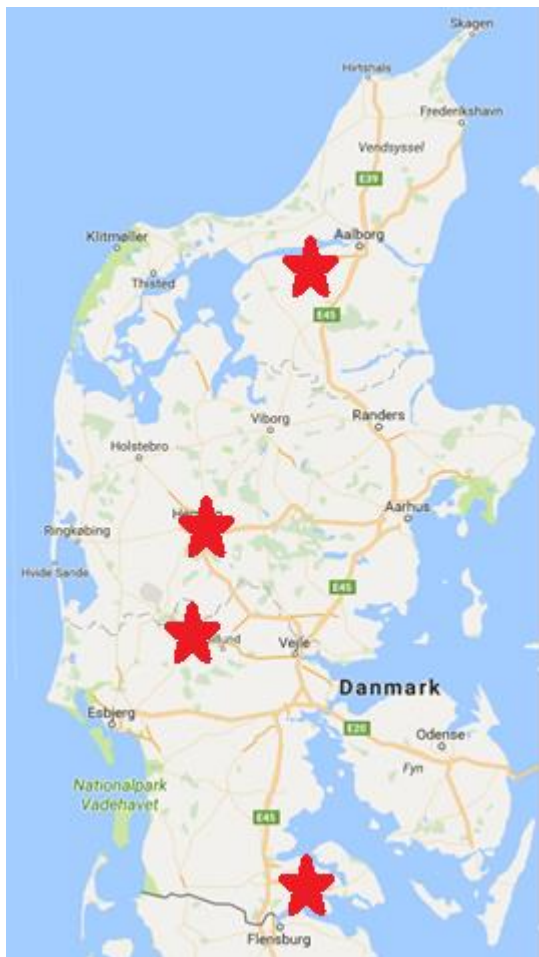 Skagen
Hirtshals
Frederikshavn
Vendsyssel
E39
Klitmøller
Aalborg
Thisted
E45
Viborg
Randers
Holstebro
Aarhus
Ringkøbing
Hvide Sande
E45
Vejle
Danmark
Esbjerg
E20
Odense
Fyn
Nationalpark
Vadehavet
E45
Flensburg